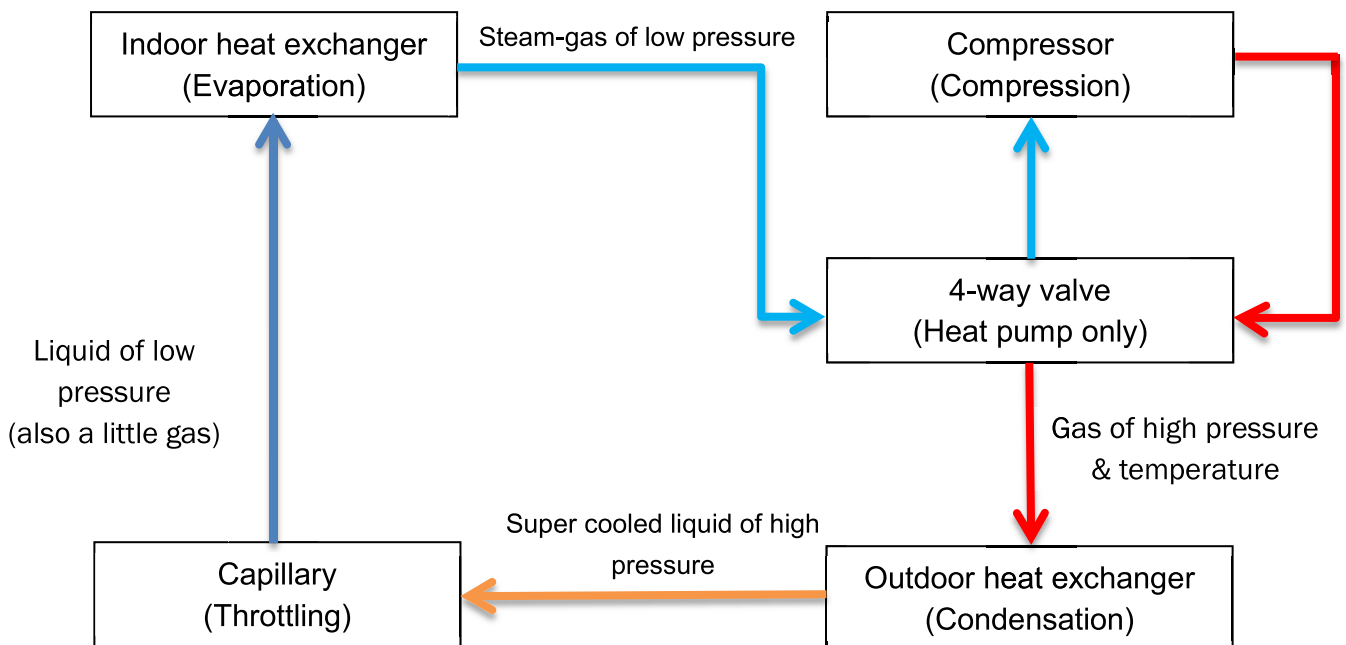 Indoor heat exchanger
(Evaporation)
Steam-gas of low pressure
Compressor
(Compression)
4-way valve
(Heat pump only)
Liquid of low
pressure
(also a little gas)
Gas of high pressure
& temperature
Super cooled liquid of high
pressure
Capillary
(Throttling)
Outdoor heat exchanger
(Condensation)